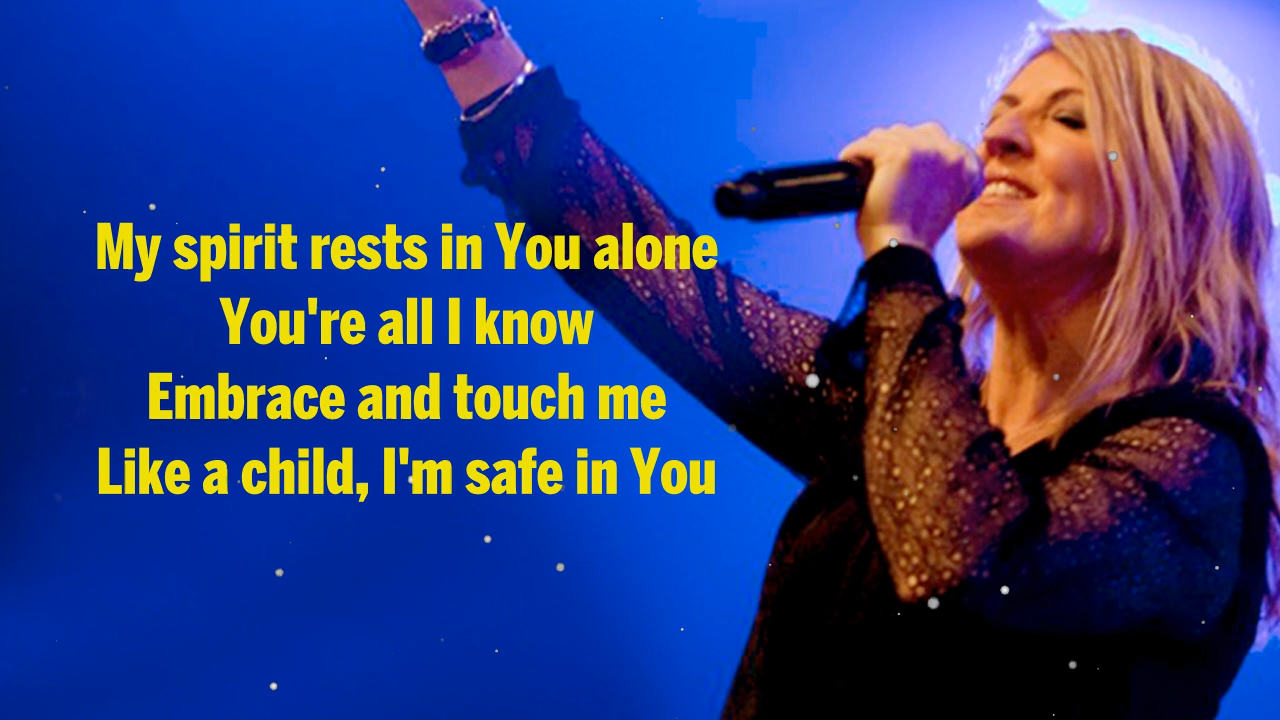 My spirit rests in You alone
You're all I know
Embrace and touch me
Like a child, I'm safe in You